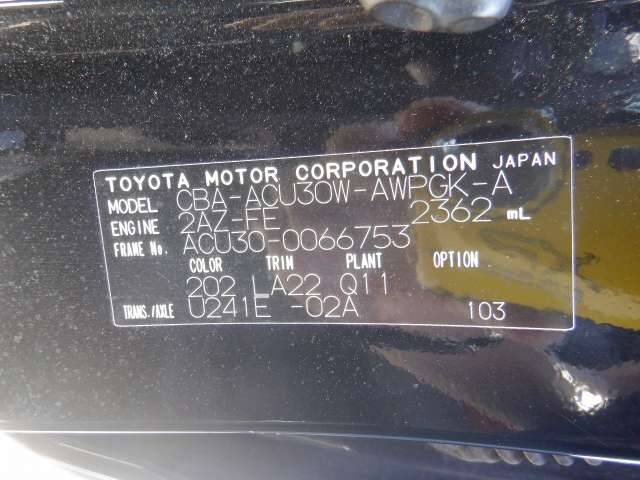 TOYOTA MOTOR CORPORATION JAPAN
MODEL CBA-ACU30W-AWPGK-A
ENGINE 2AZ-FE 2362 mL
FRAME No. ACU30-0066753
COLOR TRIM PLANT OPTION
202 LA22 Q11
TRANS./AXLE U241E -02A 103